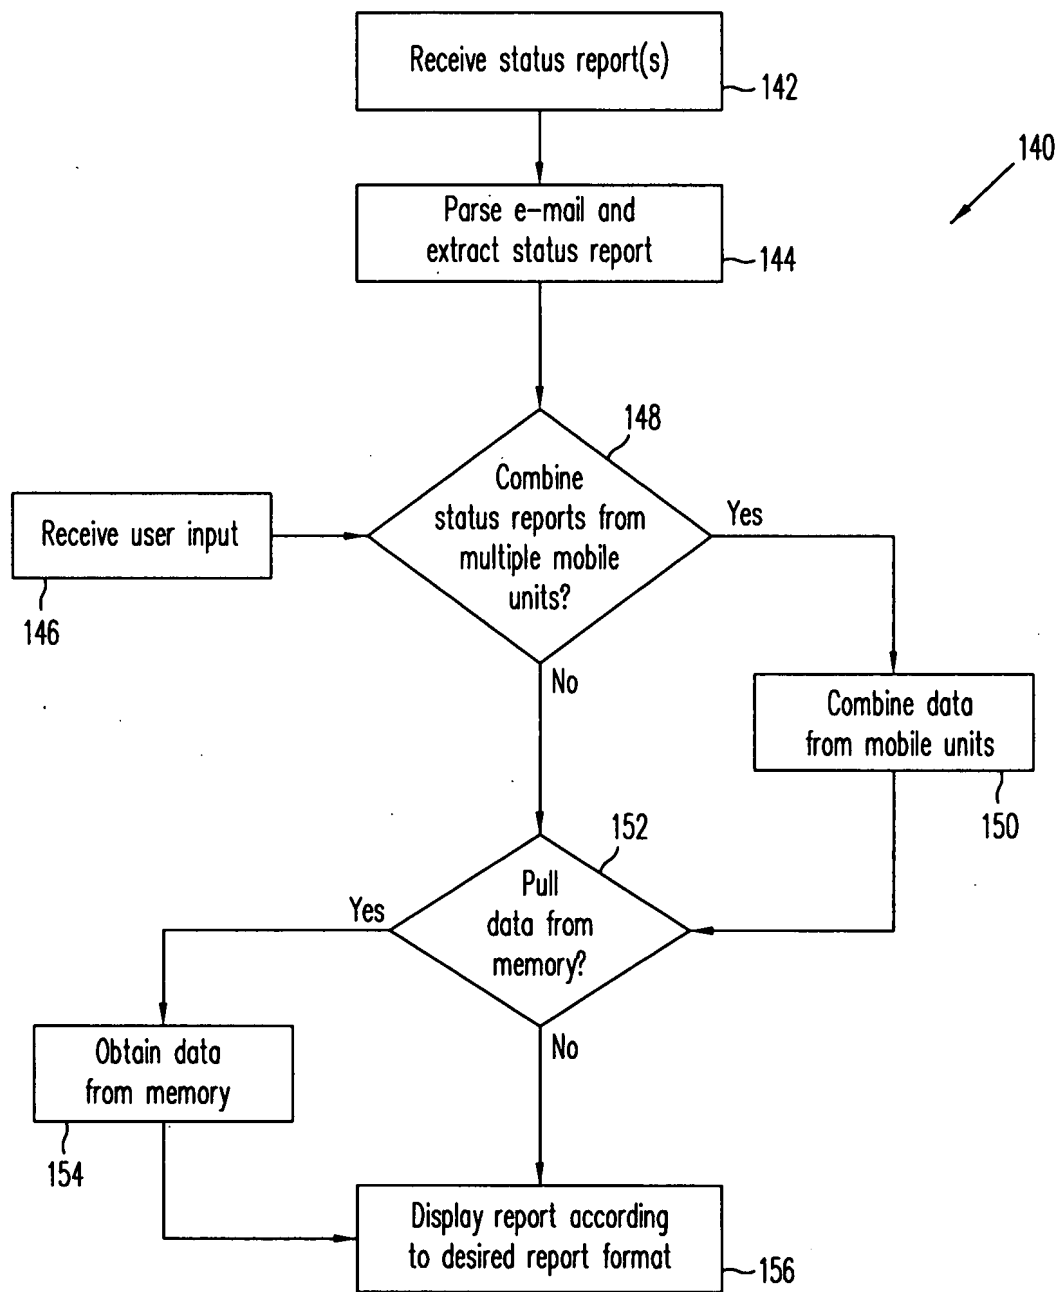 Receive status report(s)
142
140
Parse e-mail and
extract status report
144
148
Combine
status reports from
multiple mobile
units?
Yes
Receive user input
146
No
Combine data
from mobile units
150
152
Pull
data from
memory?
Yes
No
Obtain data
from memory
154
Display report according
to desired report format
156